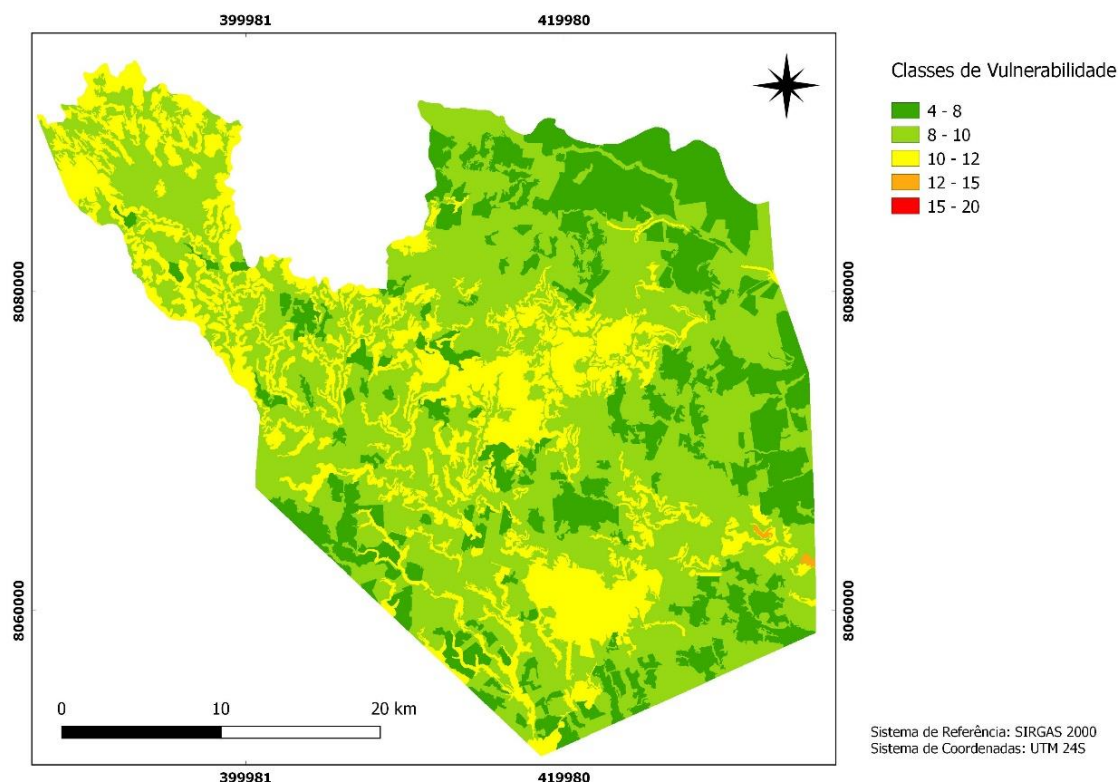 399981
419980
Classes de Vulnerabilidade
4 - 8
8 - 10
10 - 12
12 - 15
15 - 20
8080000
8080000
8060000
8060000
0
10
20 km
Sistema de Referência: SIRGAS 2000
Sistema de Coordenadas: UTM 24S
399981
419980